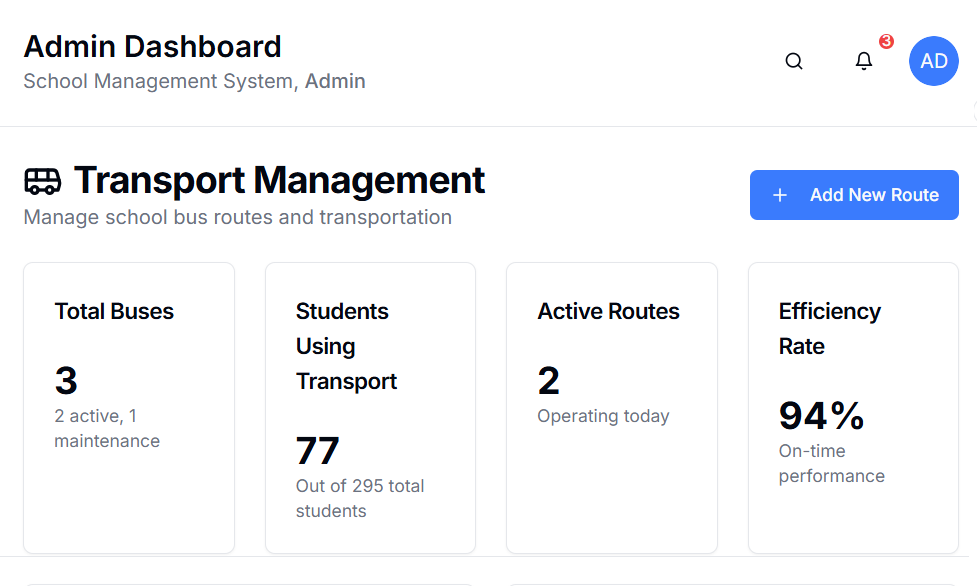 Admin Dashboard
School Management System, Admin
3
AD
Transport Management
Manage school bus routes and transportation
+ Add New Route
Total Buses
3
2 active, 1
maintenance
Students
Using
Transport
77
Out of 295 total
students
Active Routes
2
Operating today
Efficiency
Rate
94%
On-time
performance